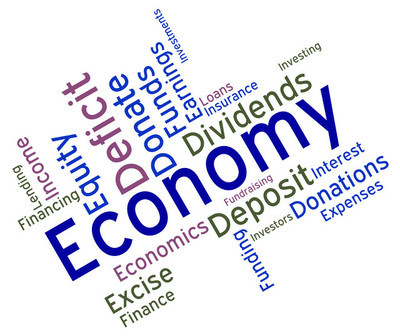 Investments
Earnings
Funds
Donate
Deficit
Equity
Income
Lending
Financing
Loans
Insurance
Dividends
Investing
Economy
Fundraising
Deposit
Interest
Donations
Expenses
Investors
Funding
Economics
Excise
Finance